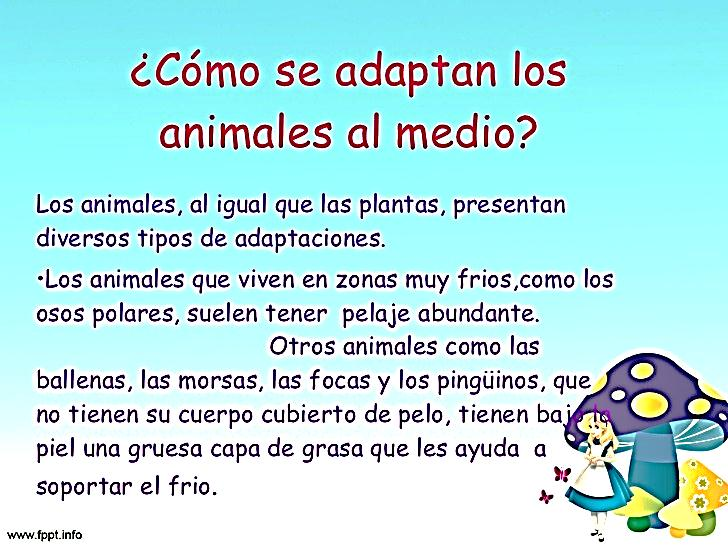 ¿Cómo se adaptan los
animales al medio?
Los animales, al igual que las plantas, presentan
diversos tipos de adaptaciones.
•Los animales que viven en zonas muy frios,como los
osos polares, suelen tener pelaje abundante.
Otros animales como las
ballenas, las morsas, las focas y los pingüinos, que
no tienen su cuerpo cubierto de pelo, tienen bajo la
piel una gruesa capa de grasa que les ayuda a
soportar el frio.
www.fppt.info